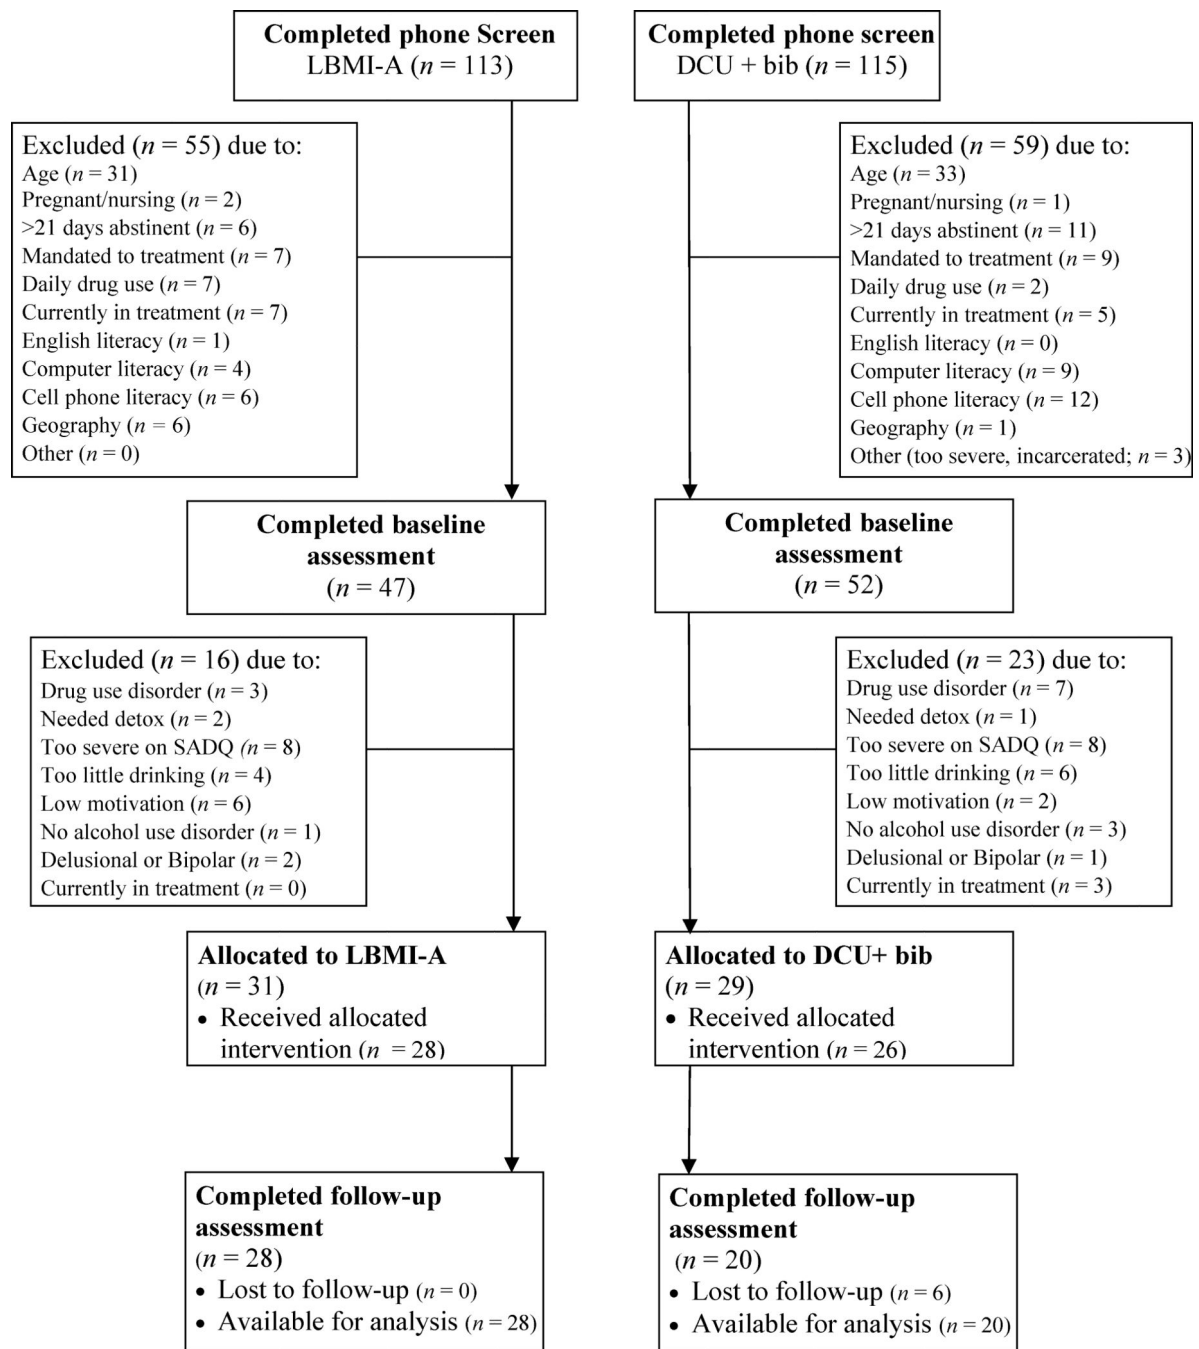 Completed phone Screen
LBMI-A (n = 113)
Completed phone screen
DCU + bib (n = 115)
Excluded (n = 55) due to:
Age (n = 31)
Pregnant/nursing (n = 2)
>21 days abstinent (n = 6)
Mandated to treatment (n = 7)
Daily drug use (n = 7)
Currently in treatment (n = 7)
English literacy (n = 1)
Computer literacy (n = 4)
Cell phone literacy (n = 6)
Geography (n = 6)
Other (n = 0)
Excluded (n = 59) due to:
Age (n = 33)
Pregnant/nursing (n = 1)
>21 days abstinent (n = 11)
Mandated to treatment (n = 9)
Daily drug use (n = 2)
Currently in treatment (n = 5)
English literacy (n = 0)
Computer literacy (n = 9)
Cell phone literacy (n = 12)
Geography (n = 1)
Other (too severe, incarcerated; n = 3)
Completed baseline
assessment
(n = 47)
Completed baseline
assessment
(n = 52)
Excluded (n = 16) due to:
Drug use disorder (n = 3)
Needed detox (n = 2)
Too severe on SADQ (n = 8)
Too little drinking (n = 4)
Low motivation (n = 6)
No alcohol use disorder (n = 1)
Delusional or Bipolar (n = 2)
Currently in treatment (n = 0)
Excluded (n = 23) due to:
Drug use disorder (n = 7)
Needed detox (n = 1)
Too severe on SADQ (n = 8)
Too little drinking (n = 6)
Low motivation (n = 2)
No alcohol use disorder (n = 3)
Delusional or Bipolar (n = 1)
Currently in treatment (n = 3)
Allocated to LBMI-A
(n = 31)
• Received allocated
intervention (n = 28)
Allocated to DCU+ bib
(n = 29)
• Received allocated
intervention (n = 26)
Completed follow-up
assessment
(n = 28)
• Lost to follow-up (n = 0)
• Available for analysis (n = 28)
Completed follow-up
assessment
(n = 20)
• Lost to follow-up (n = 6)
• Available for analysis (n = 20)